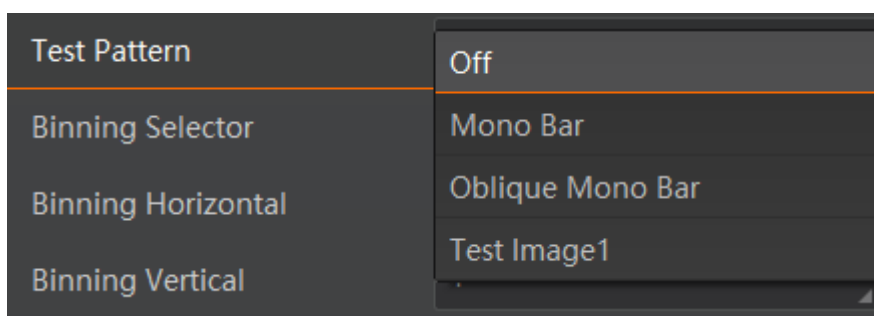 Test Pattern
Off
Binning Selector
Mono Bar
Binning Horizontal
Oblique Mono Bar
Binning Vertical
Test Image1